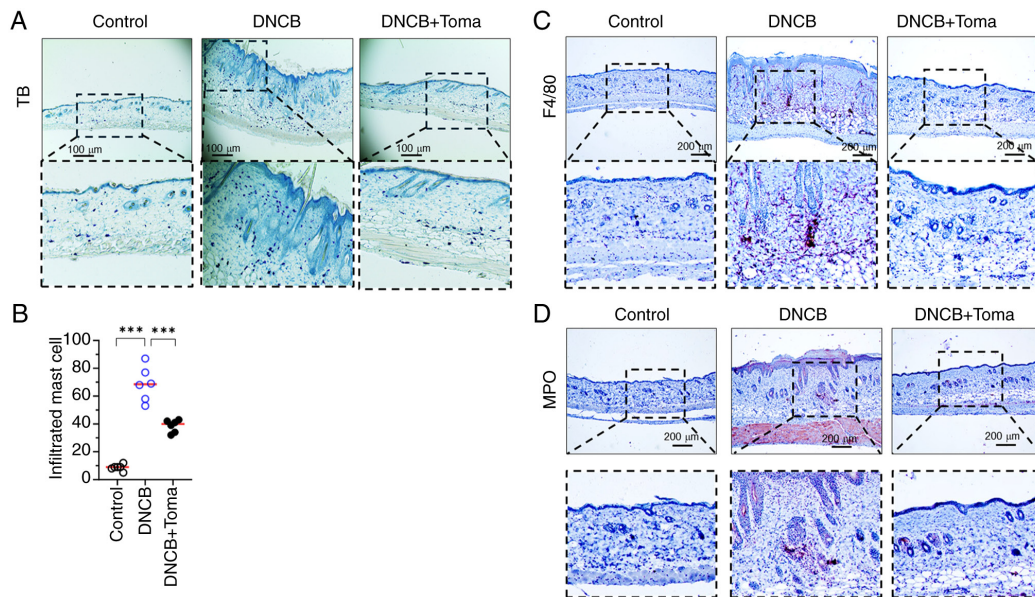 A
Control
DNCB
DNCB+Toma
TB
100 µm
100 µm
100 µm
B
Infiltrated mast cell
100
80
60
40
20
0
***
***
Control
DNCB
DNCB+Toma
C
Control
DNCB
DNCB+Toma
F4/80
200 µm
200 µm
200 µm
D
Control
DNCB
DNCB+Toma
MPO
200 µm
200 µm
200 µm